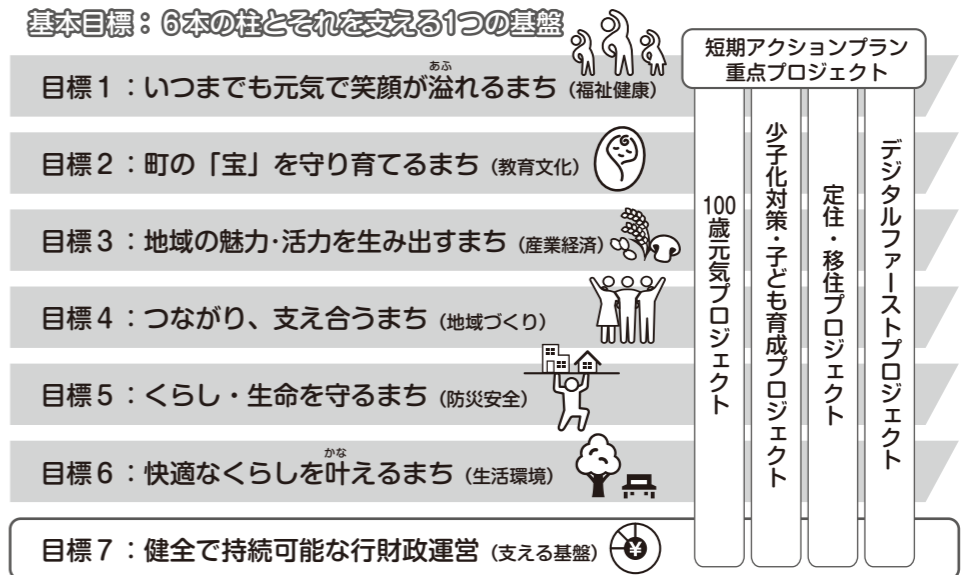 基本目標：6本の柱とそれを支える1つの基盤
目標1：いつまでも元気で笑顔が溢れるまち（福祉健康）
あふ
目標2：町の「宝」を守り育てるまち（教育文化）
目標3：地域の魅力・活力を生み出すまち（産業経済）
目標4：つながり、支え合うまち（地域づくり）
目標5：くらし・生命を守るまち（防災安全）
目標6：快適なくらしを叶えるまち（生活環境）
かな
目標7：健全で持続可能な行財政運営（支える基盤）
¥
短期アクションプラン
重点プロジェクト
100歳元気プロジェクト
少子化対策・子ども育成プロジェクト
定住・移住プロジェクト
デジタルファーストプロジェクト